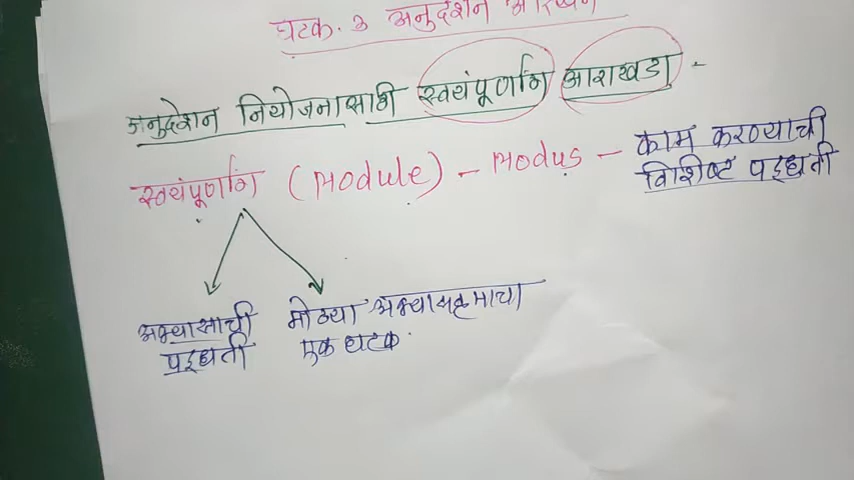 घटक. ३ अनुदेशन
अनुदेशन नियोजनासाठी स्वयंपूर्णांग आराखडा -
स्वयंपूर्णांग (Module) - Modus - काम करण्याची
विशिष्ट पद्धती
अभ्यासाची
पद्धती
मोठ्या अभ्यासक्रमाचा
एक घटक.